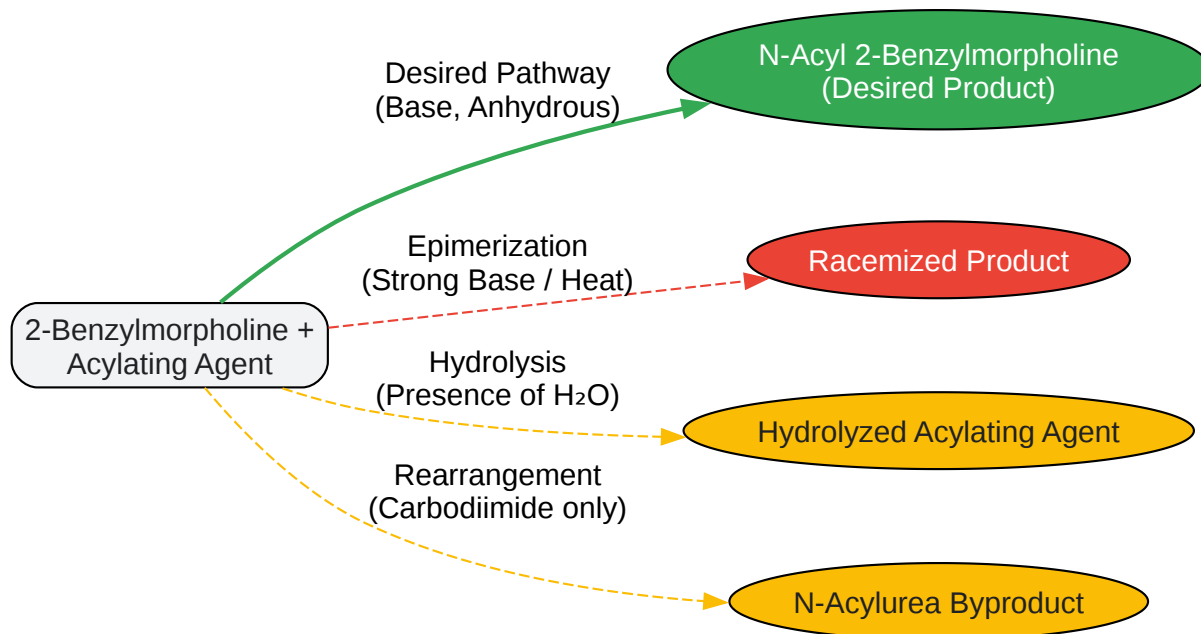 N-Acyl 2-Benzylmorpholine
(Desired Product)
Desired Pathway
(Base, Anhydrous)
Epimerization
(Strong Base / Heat)
Racemized Product
2-Benzylmorpholine +
Acylating Agent
Hydrolysis
(Presence of H₂O)
Hydrolyzed Acylating Agent
Rearrangement
(Carbodiimide only)
N-Acylurea Byproduct